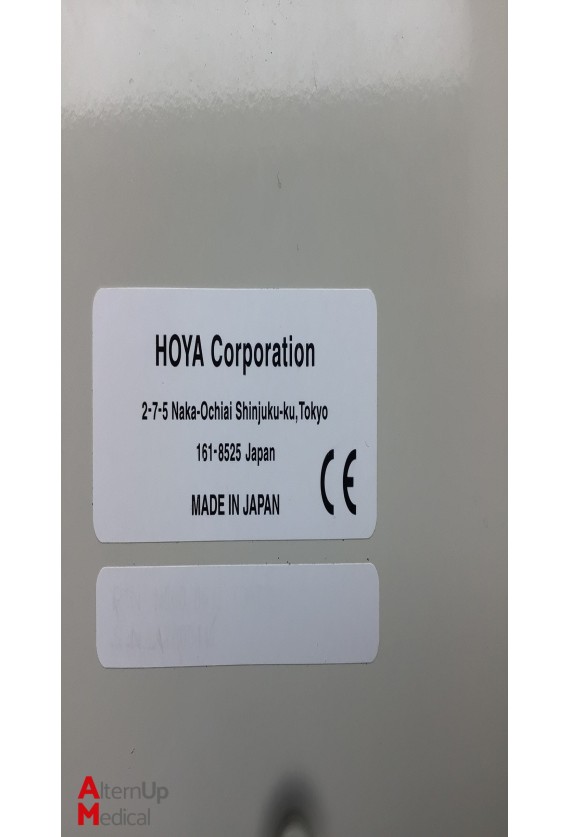 HOYA Corporation
2-7-5 Naka-Ochiai Shinjuku-ku,Tokyo
161-8525 Japan
MADE IN JAPAN
CE
AlternUp
Medical